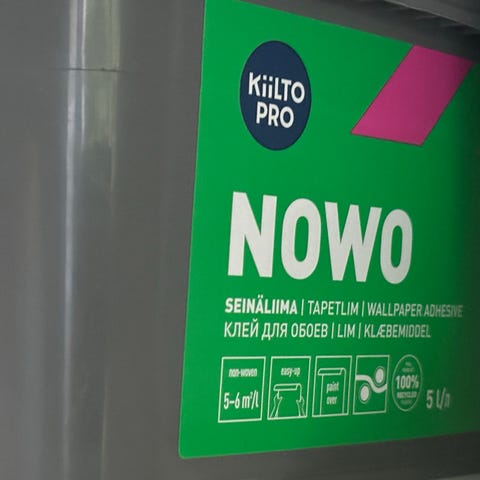 KiiLTO
PRO
NOWO
SEINÄLIIMA | TAPETLIM | WALLPAPER ADHESIVE
КЛЕЙ ДЛЯ ОБОЕВ | LIM | KLÆBEMIDDEL
non-woven
5-6 m²/l
easy-up
paint
over
100%
RECYCLED
5 L/л